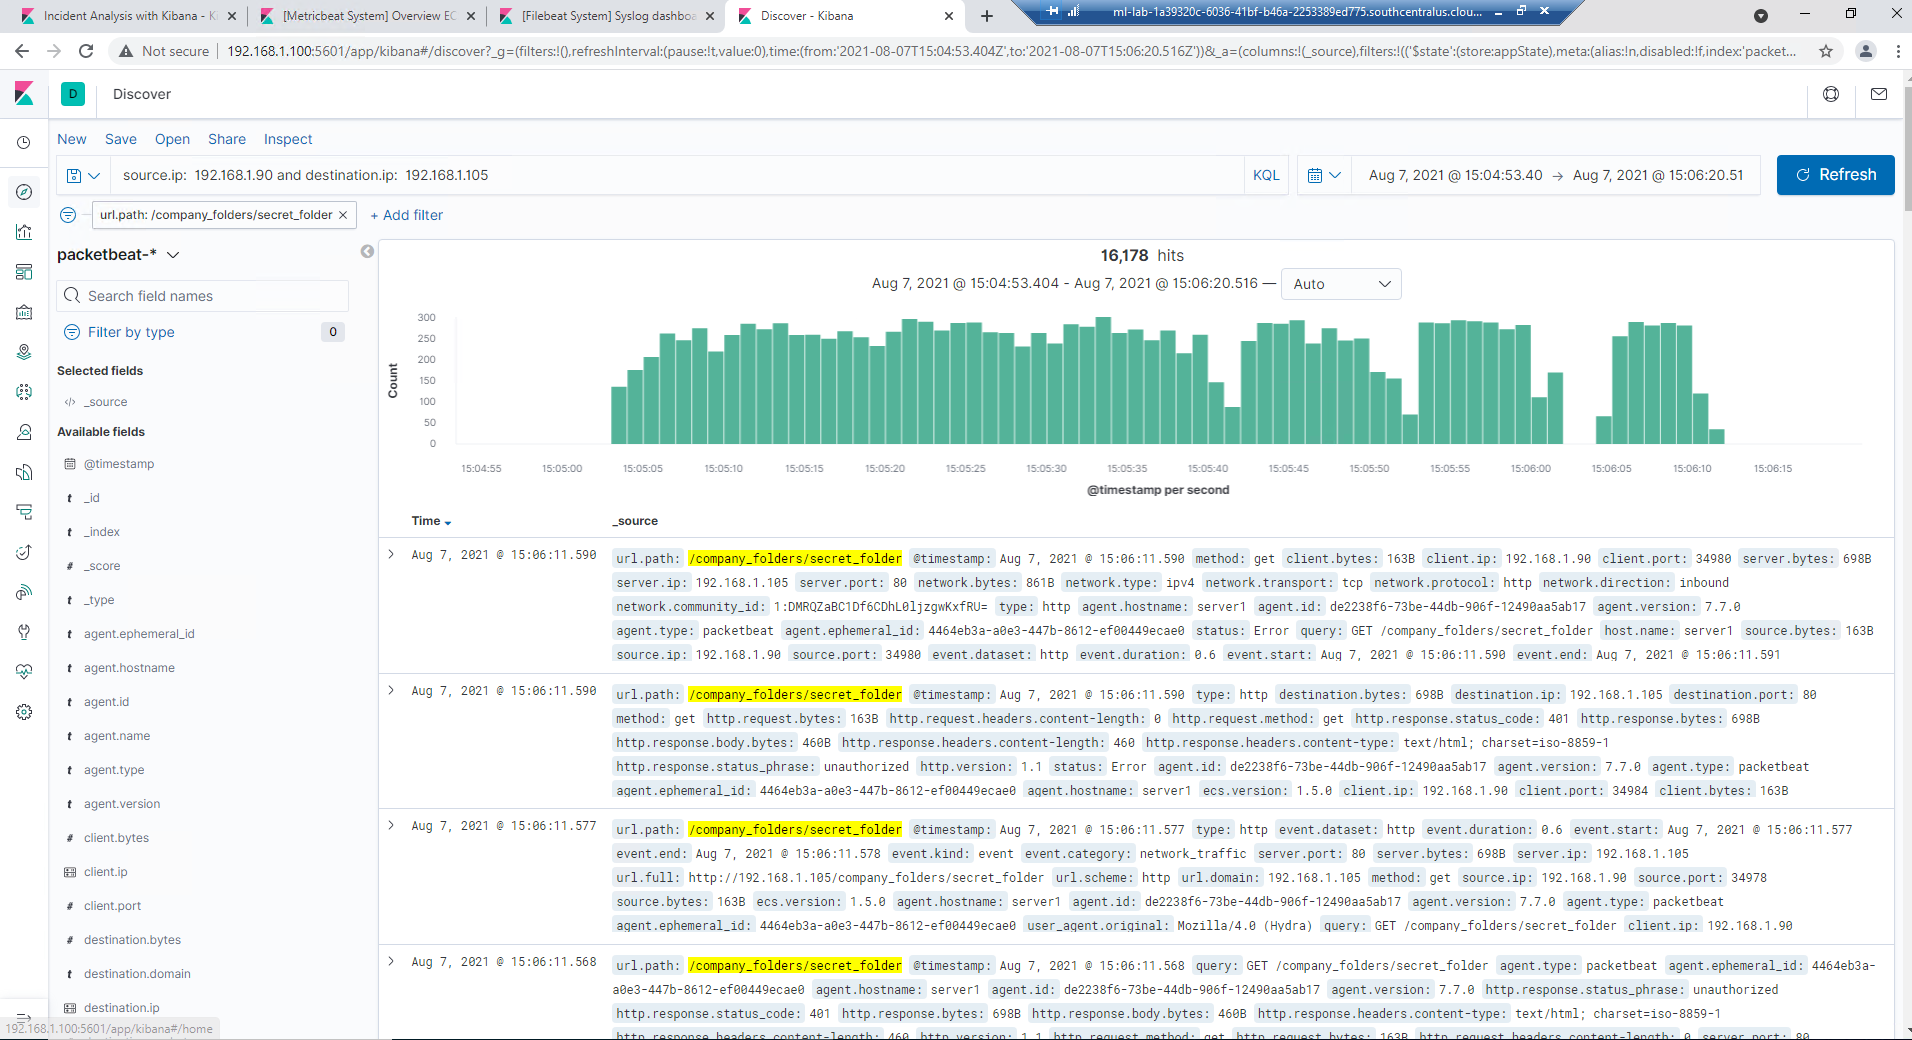 Incident Analysis with Kibana - K
[Metricbeat System] Overview EC
[Filebeat System] Syslog dashboa
Discover - Kibana
ml-lab-1a39320c-6036-41bf-b46a-2253389ed775.southcentralus.clou...
Not secure
192.168.1.100:5601/app/kibana#/discover?_g=(filters:!(),refreshInterval:(pause:!t,value:0),time:(from:'2021-08-07T15:04:53.404Z',to:'2021-08-07T15:06:20.516Z'))&_a=(columns:!(_source),filters:!(('$state':(store:appState),meta:(alias:!n,disabled:!f,index:'packet...
D
Discover
New Save Open Share Inspect
source.ip: 192.168.1.90 and destination.ip: 192.168.1.105
KQL
Aug 7, 2021 @ 15:04:53.40 → Aug 7, 2021 @ 15:06:20.51
Refresh
url.path: /company_folders/secret_folder ×
+ Add filter
packetbeat-*
Search field names
Filter by type 0
Selected fields
_source
Available fields
@timestamp
t _id
t _index
# _score
t _type
t agent.ephemeral_id
t agent.hostname
t agent.id
t agent.name
t agent.type
t agent.version
# client.bytes
client.ip
# client.port
# destination.bytes
t destination.domain
destination.ip
192.168.1.100:5601/app/kibana#/home
16,178 hits
Aug 7, 2021 @ 15:04:53.404 - Aug 7, 2021 @ 15:06:20.516 —
Auto
Count
300
250
200
150
100
50
0
15:04:55 15:05:00 15:05:05 15:05:10 15:05:15 15:05:20 15:05:25 15:05:30 15:05:35 15:05:40 15:05:45 15:05:50 15:05:55 15:06:00 15:06:05 15:06:10 15:06:15
@timestamp per second
Time _source
Aug 7, 2021 @ 15:06:11.590
url.path: /company_folders/secret_folder @timestamp: Aug 7, 2021 @ 15:06:11.590 method: get client.bytes: 163B client.ip: 192.168.1.90 client.port: 34980 server.bytes: 698B
server.ip: 192.168.1.105 server.port: 80 network.bytes: 861B network.type: ipv4 network.transport: tcp network.protocol: http network.direction: inbound
network.community_id: 1:DMRQZaBC1Df6CDhL0ljzgwKxfRU= type: http agent.hostname: server1 agent.id: de2238f6-73be-44db-906f-12490aa5ab17 agent.version: 7.7.0
agent.type: packetbeat agent.ephemeral_id: 4464eb3a-a0e3-447b-8612-ef00449ecae0 status: Error query: GET /company_folders/secret_folder host.name: server1 source.bytes: 163B
source.ip: 192.168.1.90 source.port: 34980 event.dataset: http event.duration: 0.6 event.start: Aug 7, 2021 @ 15:06:11.590 event.end: Aug 7, 2021 @ 15:06:11.591
Aug 7, 2021 @ 15:06:11.590
url.path: /company_folders/secret_folder @timestamp: Aug 7, 2021 @ 15:06:11.590 type: http destination.bytes: 698B destination.ip: 192.168.1.105 destination.port: 80
method: get http.request.bytes: 163B http.request.headers.content-length: 0 http.request.method: get http.response.status_code: 401 http.response.bytes: 698B
http.response.body.bytes: 460B http.response.headers.content-length: 460 http.response.headers.content-type: text/html; charset=iso-8859-1
http.response.status_phrase: unauthorized http.version: 1.1 status: Error agent.id: de2238f6-73be-44db-906f-12490aa5ab17 agent.version: 7.7.0 agent.type: packetbeat
agent.ephemeral_id: 4464eb3a-a0e3-447b-8612-ef00449ecae0 agent.hostname: server1 ecs.version: 1.5.0 client.ip: 192.168.1.90 client.port: 34984 client.bytes: 163B
Aug 7, 2021 @ 15:06:11.577
url.path: /company_folders/secret_folder @timestamp: Aug 7, 2021 @ 15:06:11.577 type: http event.dataset: http event.duration: 0.6 event.start: Aug 7, 2021 @ 15:06:11.577
event.end: Aug 7, 2021 @ 15:06:11.578 event.kind: event event.category: network_traffic server.port: 80 server.bytes: 698B server.ip: 192.168.1.105
url.full: http://192.168.1.105/company_folders/secret_folder url.scheme: http url.domain: 192.168.1.105 method: get source.ip: 192.168.1.90 source.port: 34978
source.bytes: 163B ecs.version: 1.5.0 agent.hostname: server1 agent.id: de2238f6-73be-44db-906f-12490aa5ab17 agent.version: 7.7.0 agent.type: packetbeat
agent.ephemeral_id: 4464eb3a-a0e3-447b-8612-ef00449ecae0 user_agent.original: Mozilla/4.0 (Hydra) query: GET /company_folders/secret_folder client.ip: 192.168.1.90
Aug 7, 2021 @ 15:06:11.568
url.path: /company_folders/secret_folder @timestamp: Aug 7, 2021 @ 15:06:11.568 query: GET /company_folders/secret_folder agent.type: packetbeat agent.ephemeral_id: 4464eb3a-
a0e3-447b-8612-ef00449ecae0 agent.hostname: server1 agent.id: de2238f6-73be-44db-906f-12490aa5ab17 agent.version: 7.7.0 http.response.status_phrase: unauthorized
http.response.status_code: 401 http.response.bytes: 698B http.response.body.bytes: 460B http.response.headers.content-type: text/html; charset=iso-8859-1
http.response.headers.content-length: 460 http.version: 1.1 http.request.method: get http.request.bytes: 163B http.request.headers.content-length: 0 server.port: 80